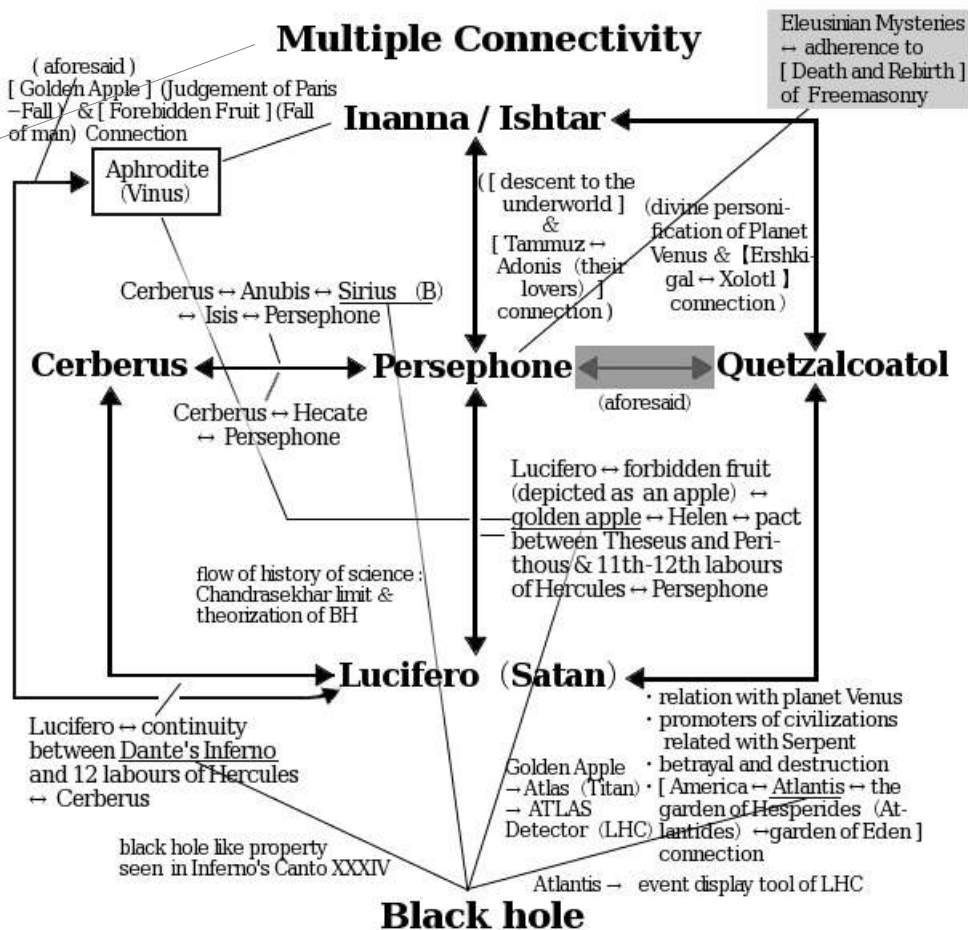 Multiple Connectivity
Eleusinian Mysteries
↔ adherence to
[ Death and Rebirth ]
of Freemasonry
( aforesaid )
[ Golden Apple ] (Judgement of Paris
–Fall ) & [ Forebidden Fruit ] (Fall
of man) Connection
Inanna / Ishtar
Aphrodite
(Vinus)
( [ descent to the
underworld ]
&
[ Tammuz ↔
Adonis (their
lovers) ]
connection )
(divine personi-
fication of Planet
Venus & 【Ershki-
gal ↔ Xolotl 】
connection )
Cerberus ↔ Anubis ↔ Sirius (B)
↔ Isis ↔ Persephone
Cerberus
Persephone
Quetzalcoatol
(aforesaid)
Cerberus ↔ Hecate
↔ Persephone
Lucifero ↔ forbidden fruit
(depicted as an apple) ↔
golden apple ↔ Helen ↔ pact
between Theseus and Peri-
thous & 11th-12th labours
of Hercules ↔ Persephone
flow of history of science :
Chandrasekhar limit &
theorization of BH
Lucifero (Satan)
・relation with planet Venus
・promoters of civilizations
related with Serpent
・betrayal and destruction
・[ America ↔ Atlantis ↔ the
garden of Hesperides (At-
lantides) ↔garden of Eden ]
connection
Lucifero ↔ continuity
between Dante's Inferno
and 12 labours of Hercules
↔ Cerberus
Golden Apple
→Atlas (Titan)
→ ATLAS
Detector (LHC)
black hole like property
seen in Inferno's Canto XXXIV
Atlantis → event display tool of LHC
Black hole